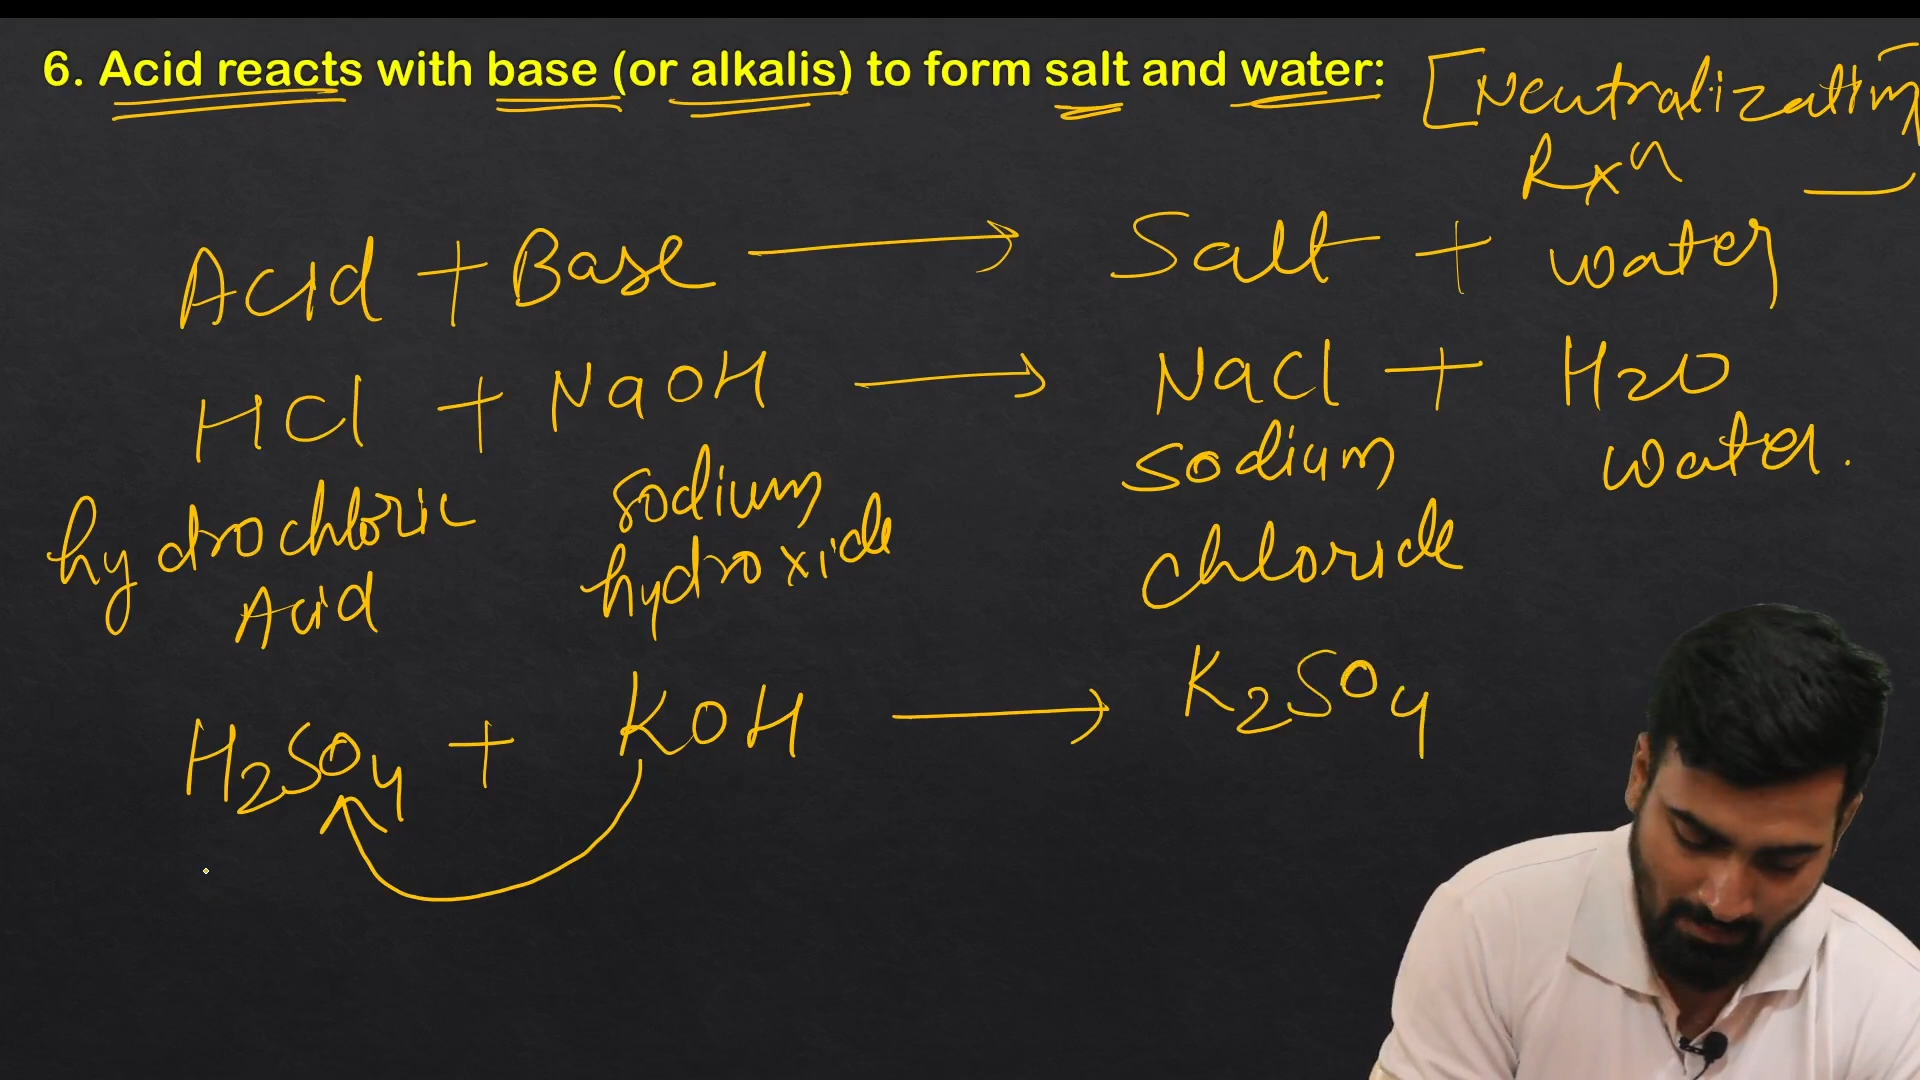 6. Acid reacts with base (or alkalis) to form salt and water:
[Neutralization
Rxn
Acid + Base → Salt + water
HCl + NaOH → NaCl + H2O
hydrochloric Acid
sodium hydroxide
sodium chloride
water.
H2SO4 + KOH → K2SO4